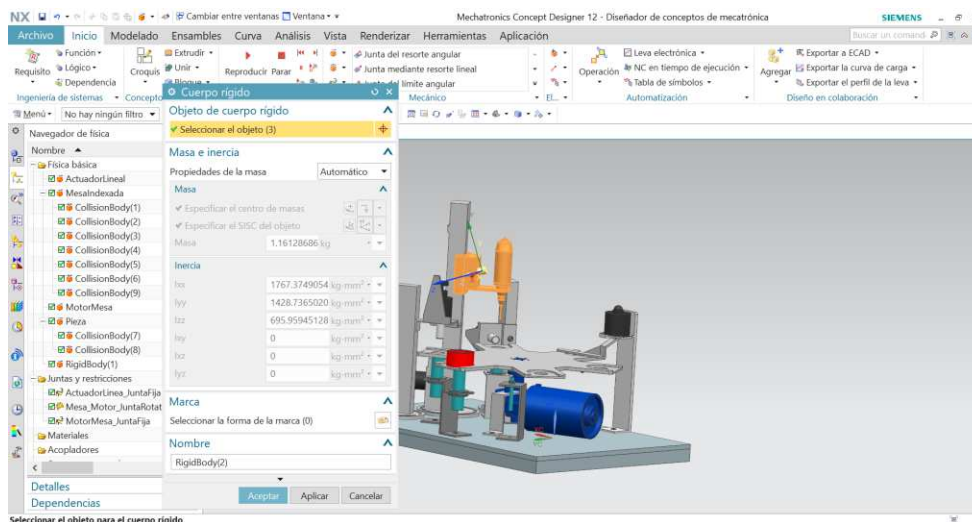 NX Cambiar entre ventanas Ventana Mechatronics Concept Designer 12 - Diseñador de conceptos de mecatrónica SIEMENS
Archivo Inicio Modelado Ensambles Curva Análisis Vista Renderizar Herramientas Aplicación Buscar un comand
Función Extrudir Junta del resorte angular Leva electrónica Exportar a ECAD
Requisito Lógico Croquis Unir Reproducir Parar Junta mediante resorte lineal Operación NC en tiempo de ejecución Agregar Exportar la curva de carga
Dependencia Bloque límite angular Tabla de símbolos Exportar el perfil de la leva
Ingeniería de sistemas Concepto Mecánico Automatización Diseño en colaboración
Menú No hay ningún filtro
Cuerpo rígido
Objeto de cuerpo rígido
Seleccionar el objeto (3)
Masa e inercia
Propiedades de la masa Automático
Masa
Especificar el centro de masas
Especificar el SISC del objeto
Masa 1.16128686 kg
Inercia
Ixx 1767.3749054 kg-mm²
Iyy 1428.7365020 kg-mm²
Izz 695.95945128 kg-mm²
Ixy 0 kg-mm²
Ixz 0 kg-mm²
Iyz 0 kg-mm²
Marca
Seleccionar la forma de la marca (0)
Nombre
RigidBody(2)
Aceptar Aplicar Cancelar
Navegador de física
Nombre
Física básica
ActuadorLineal
MesaIndexada
CollisionBody(1)
CollisionBody(2)
CollisionBody(3)
CollisionBody(4)
CollisionBody(5)
CollisionBody(6)
CollisionBody(9)
MotorMesa
Pieza
CollisionBody(7)
CollisionBody(8)
RigidBody(1)
Juntas y restricciones
ActuadorLinea_JuntaFija
Mesa_Motor_JuntaRotat
MotorMesa_JuntaFija
Materiales
Acopladores
Detalles
Dependencias
Seleccionar el objeto para el cuerpo rígido